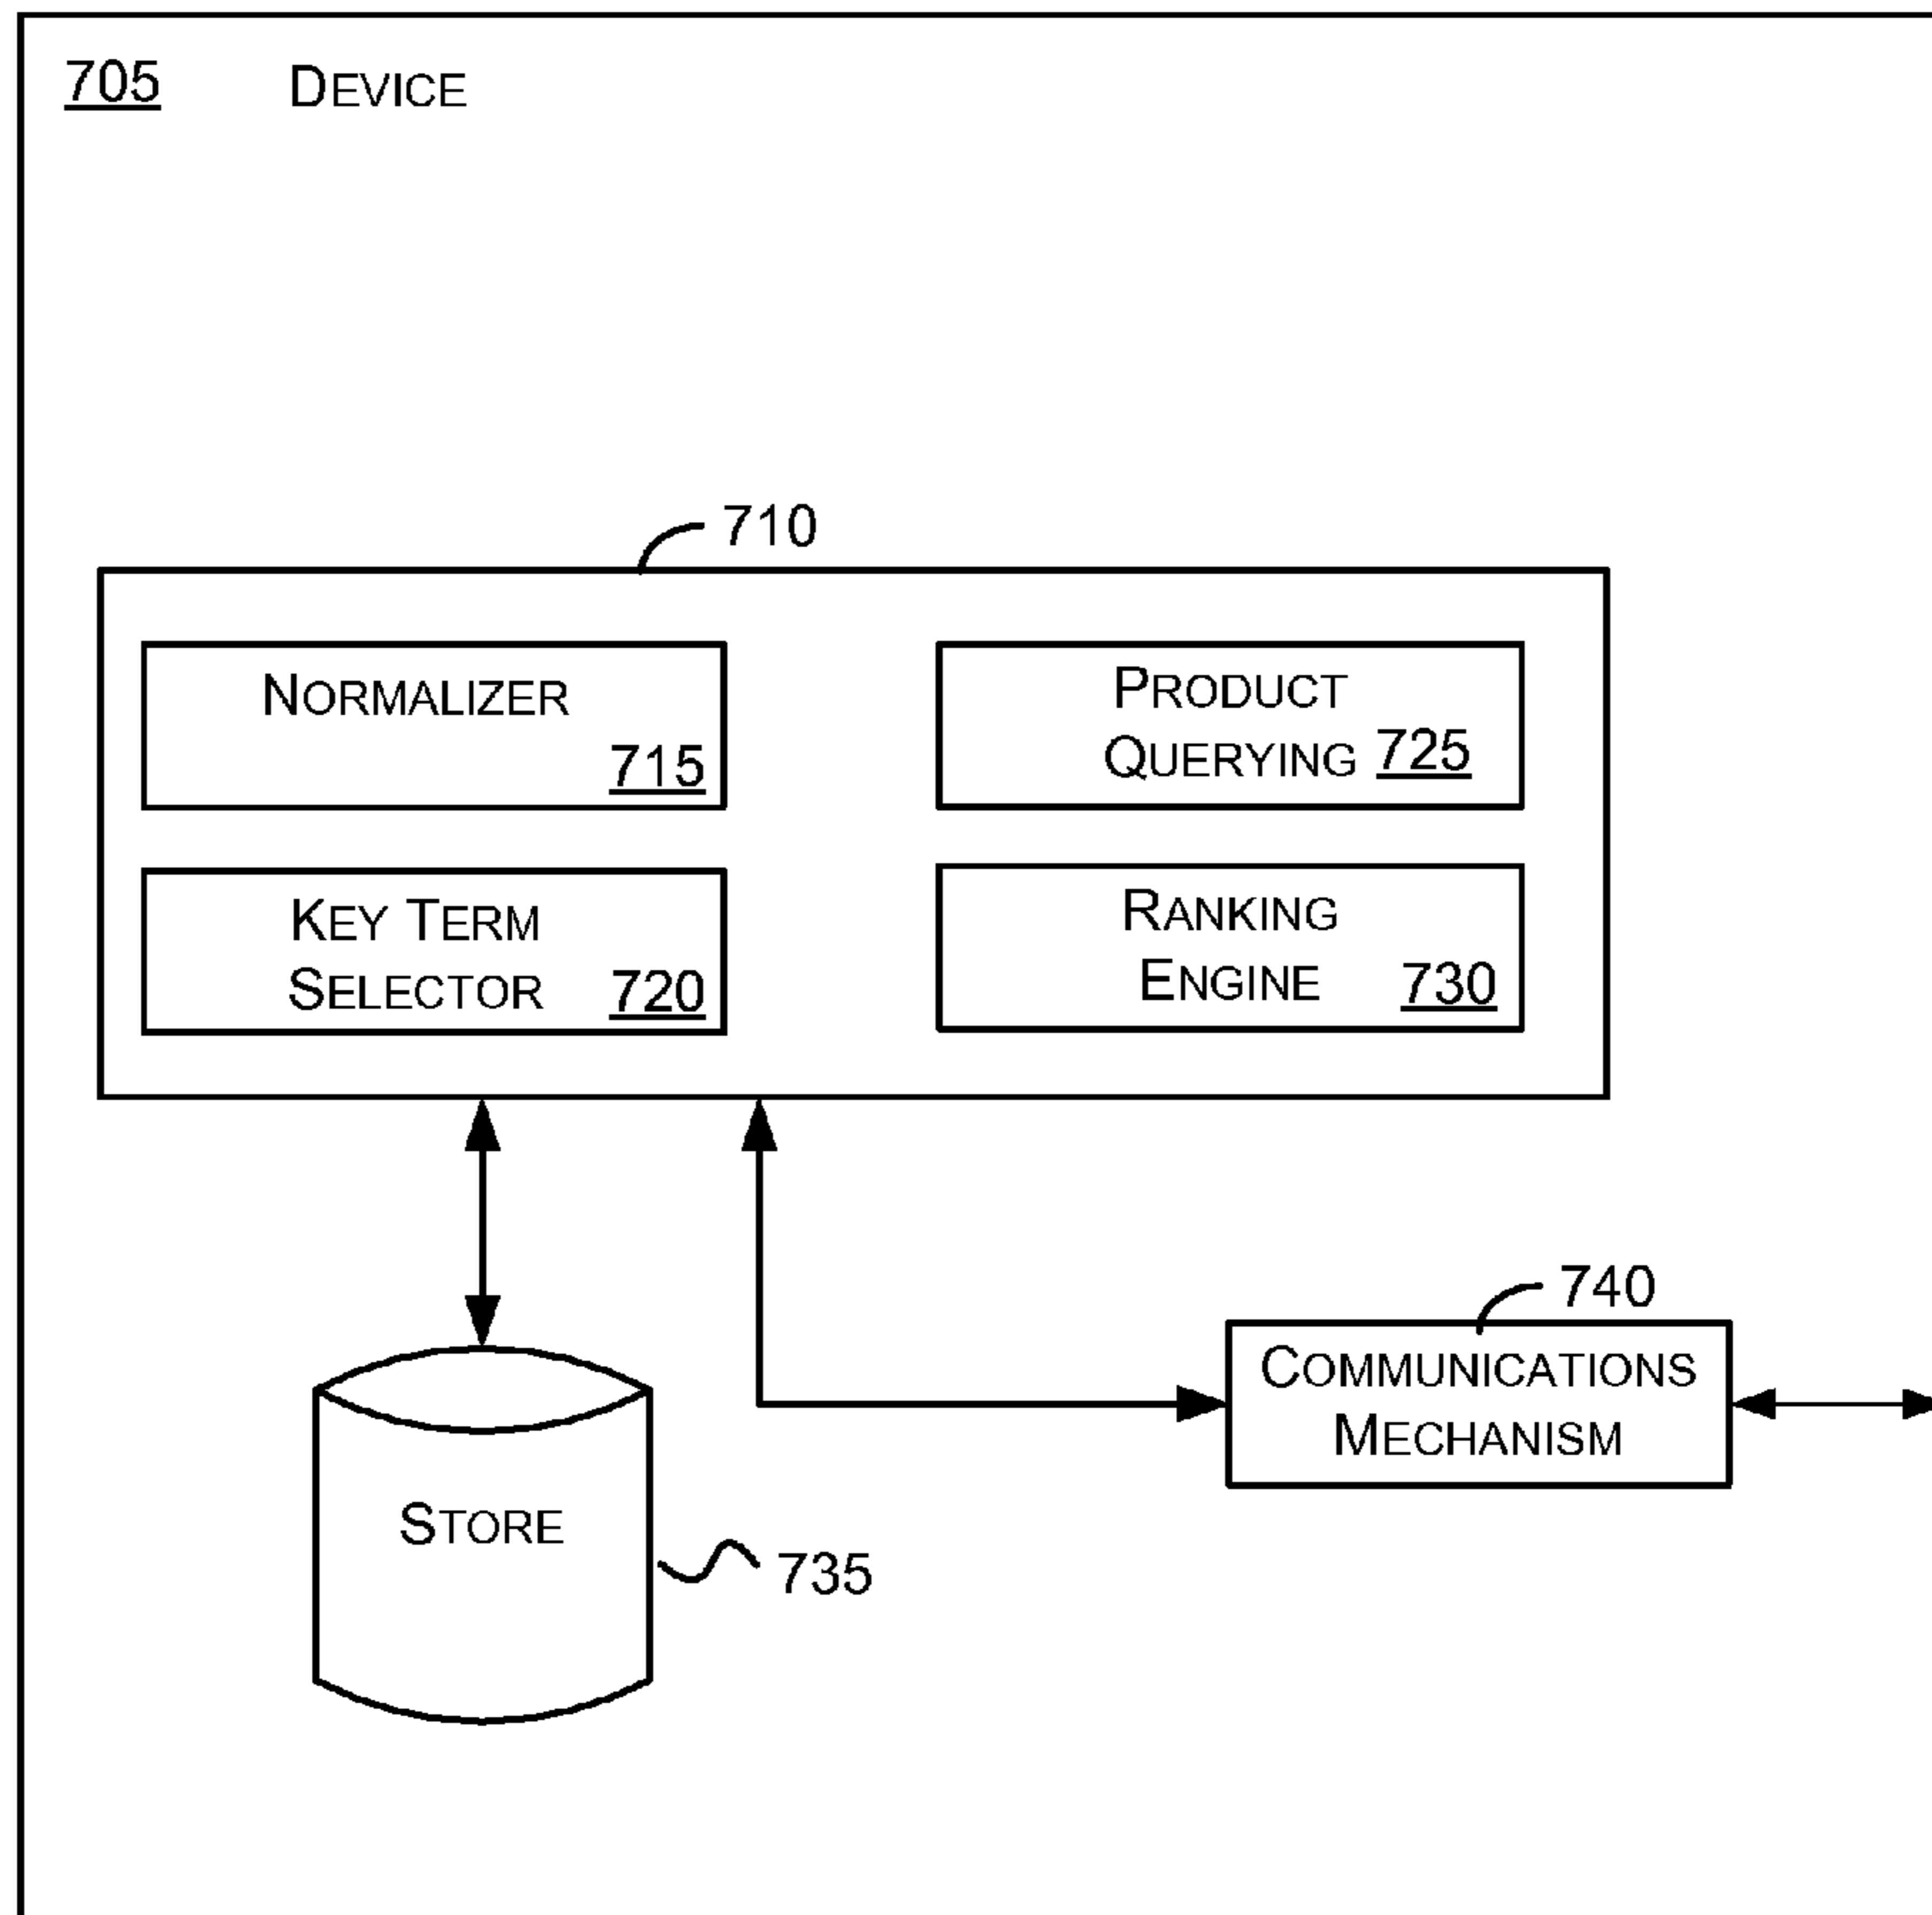 705 DEVICE
710
NORMALIZER
715
PRODUCT
QUERYING 725
KEY TERM
SELECTOR 720
RANKING
ENGINE 730
740
COMMUNICATIONS
MECHANISM
STORE
735